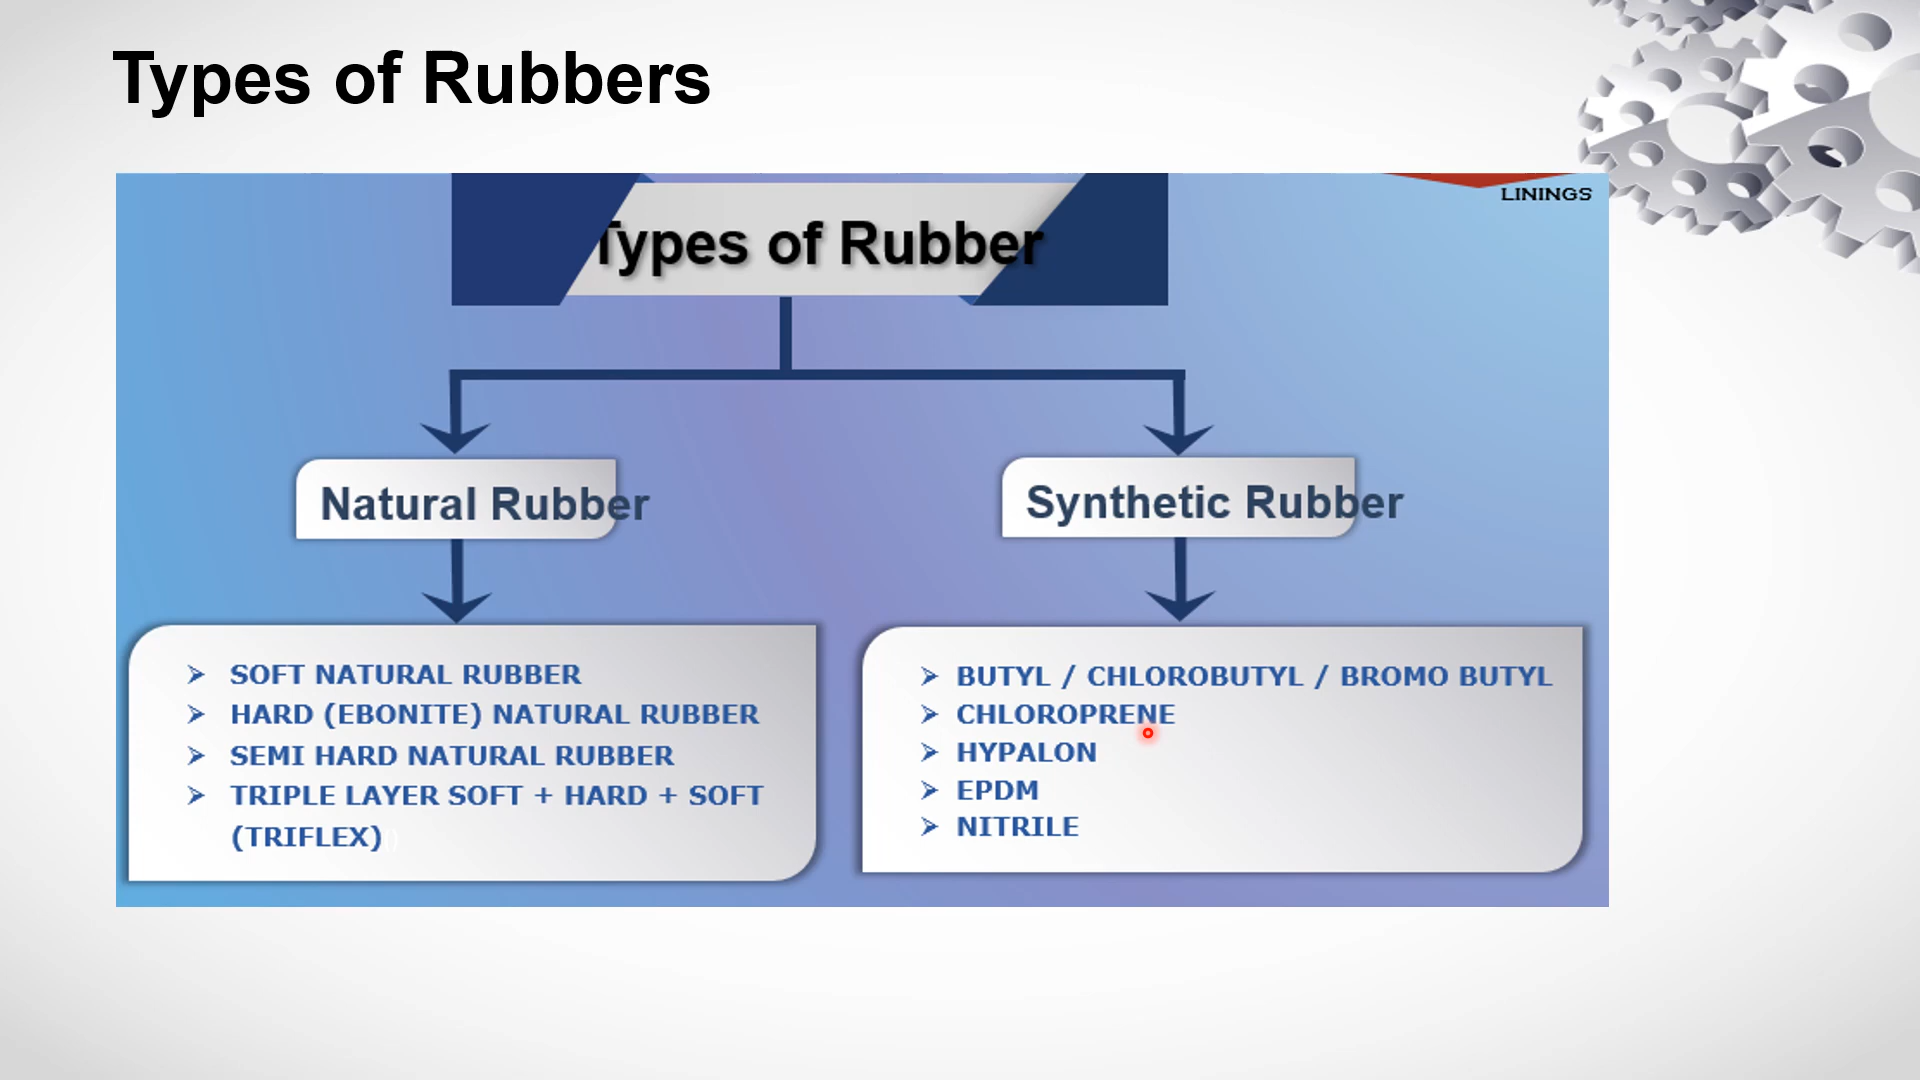 Types of Rubbers
LININGS
Types of Rubber
Natural Rubber
Synthetic Rubber
SOFT NATURAL RUBBER
HARD (EBONITE) NATURAL RUBBER
SEMI HARD NATURAL RUBBER
TRIPLE LAYER SOFT + HARD + SOFT
(TRIFLEX)
BUTYL / CHLOROBUTYL / BROMO BUTYL
CHLOROPRENE
HYPALON
EPDM
NITRILE